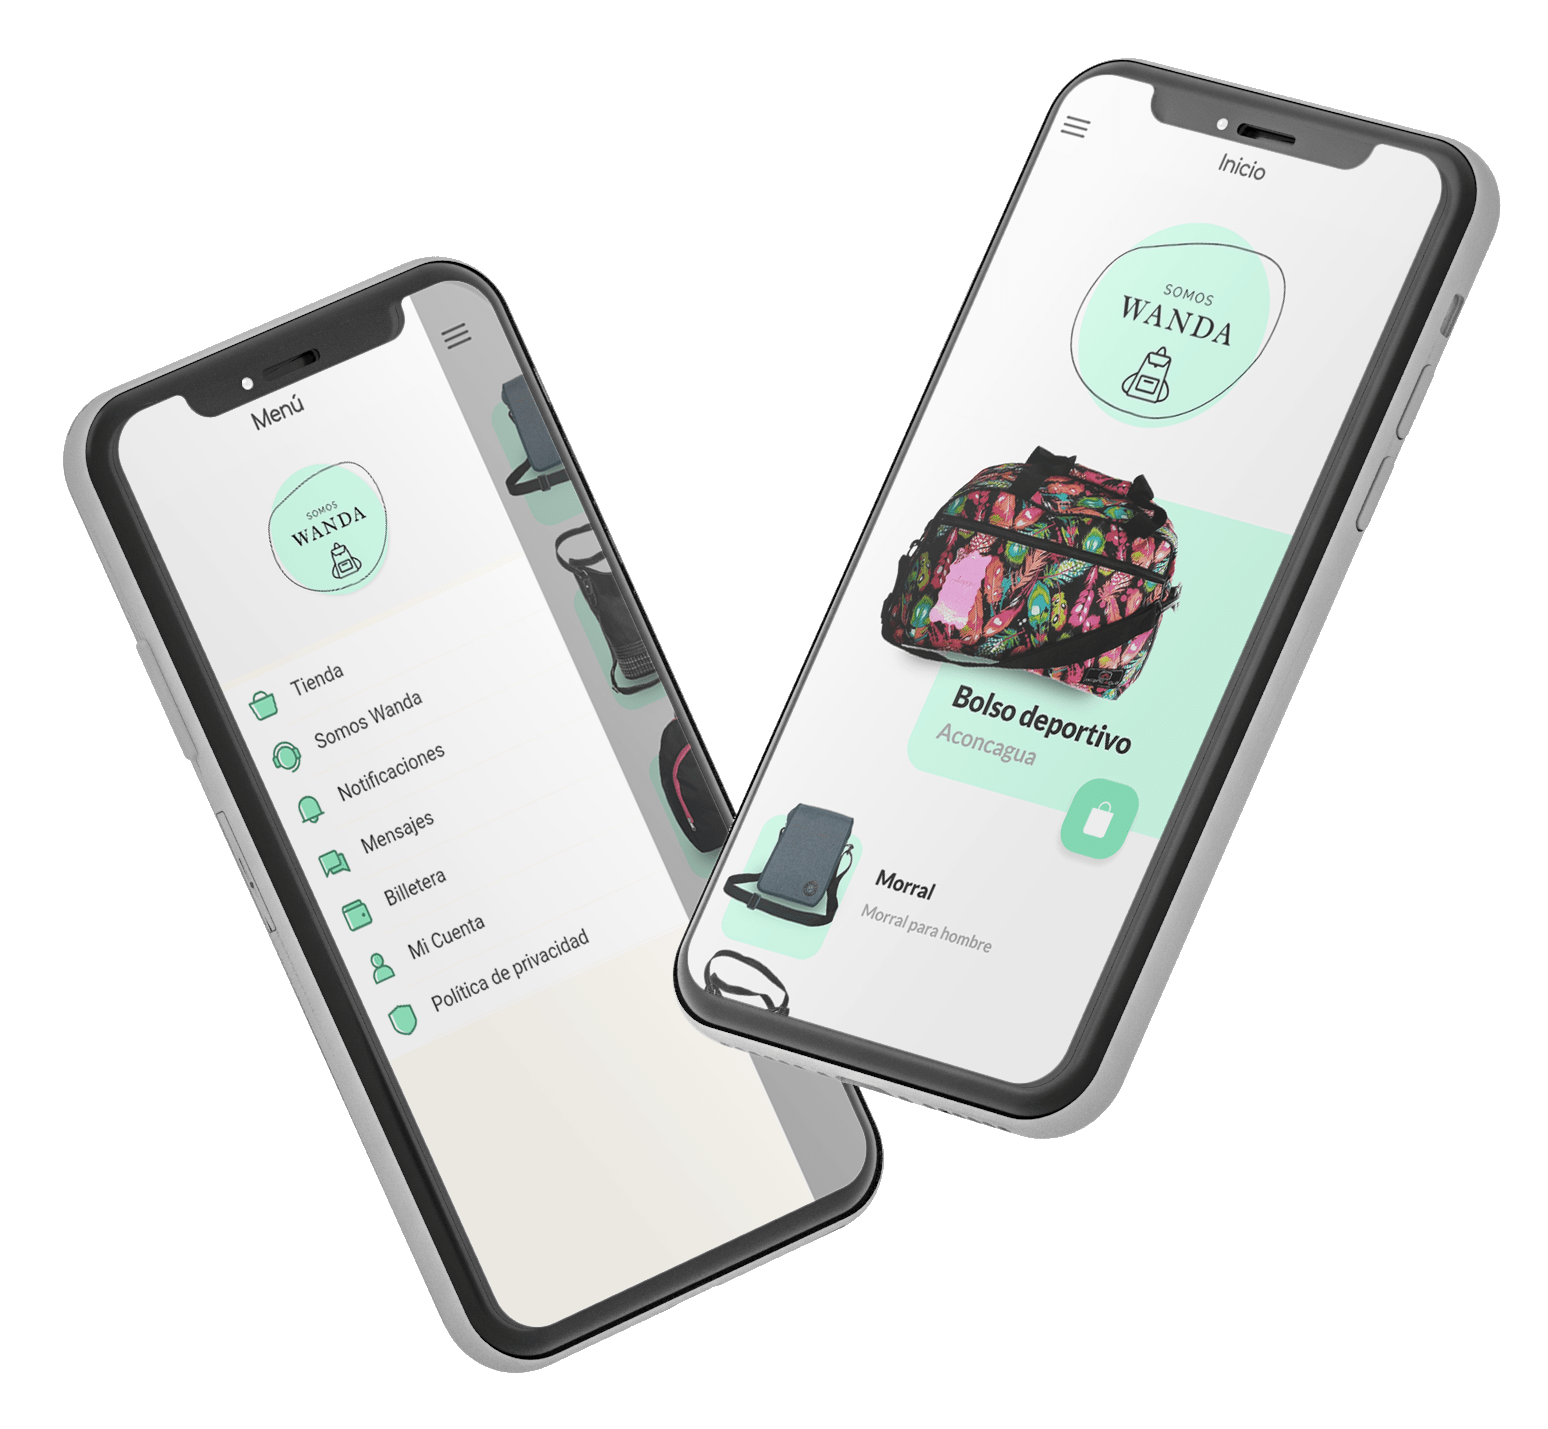 Menú
SOMOS
WANDA
Tienda
Somos Wanda
Notificaciones
Mensajes
Billetera
Mi Cuenta
Política de privacidad
Inicio
SOMOS
WANDA
Bolso deportivo
Aconcagua
Morral
Morral para hombre